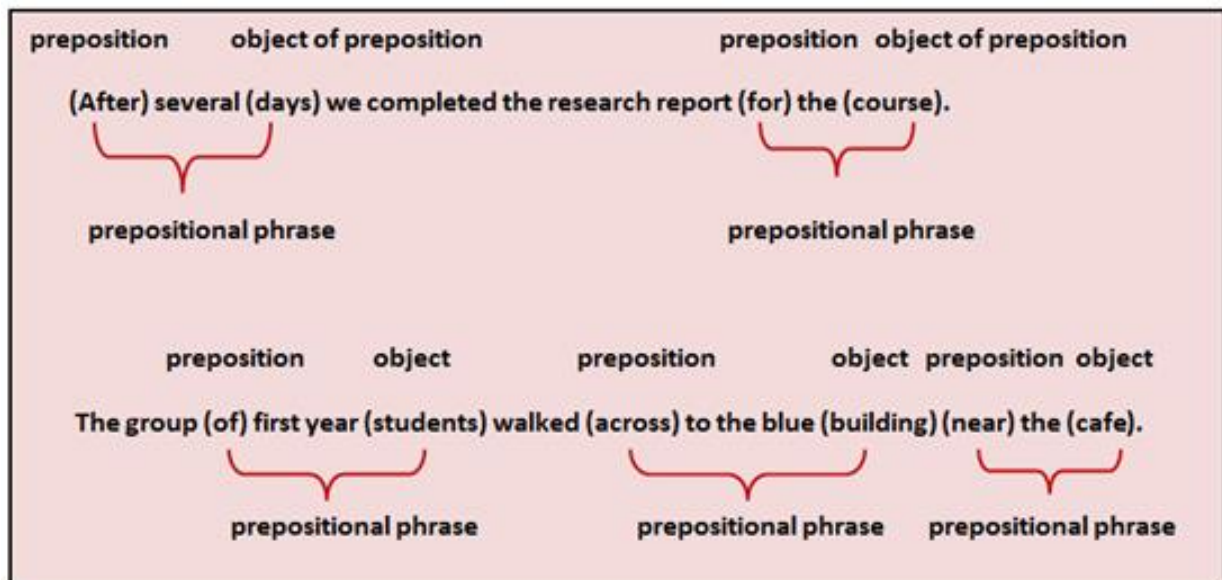 preposition object of preposition preposition object of preposition
(After) several (days) we completed the research report (for) the (course).
prepositional phrase prepositional phrase
preposition object preposition object preposition object
The group (of) first year (students) walked (across) to the blue (building) (near) the (cafe).
prepositional phrase prepositional phrase prepositional phrase